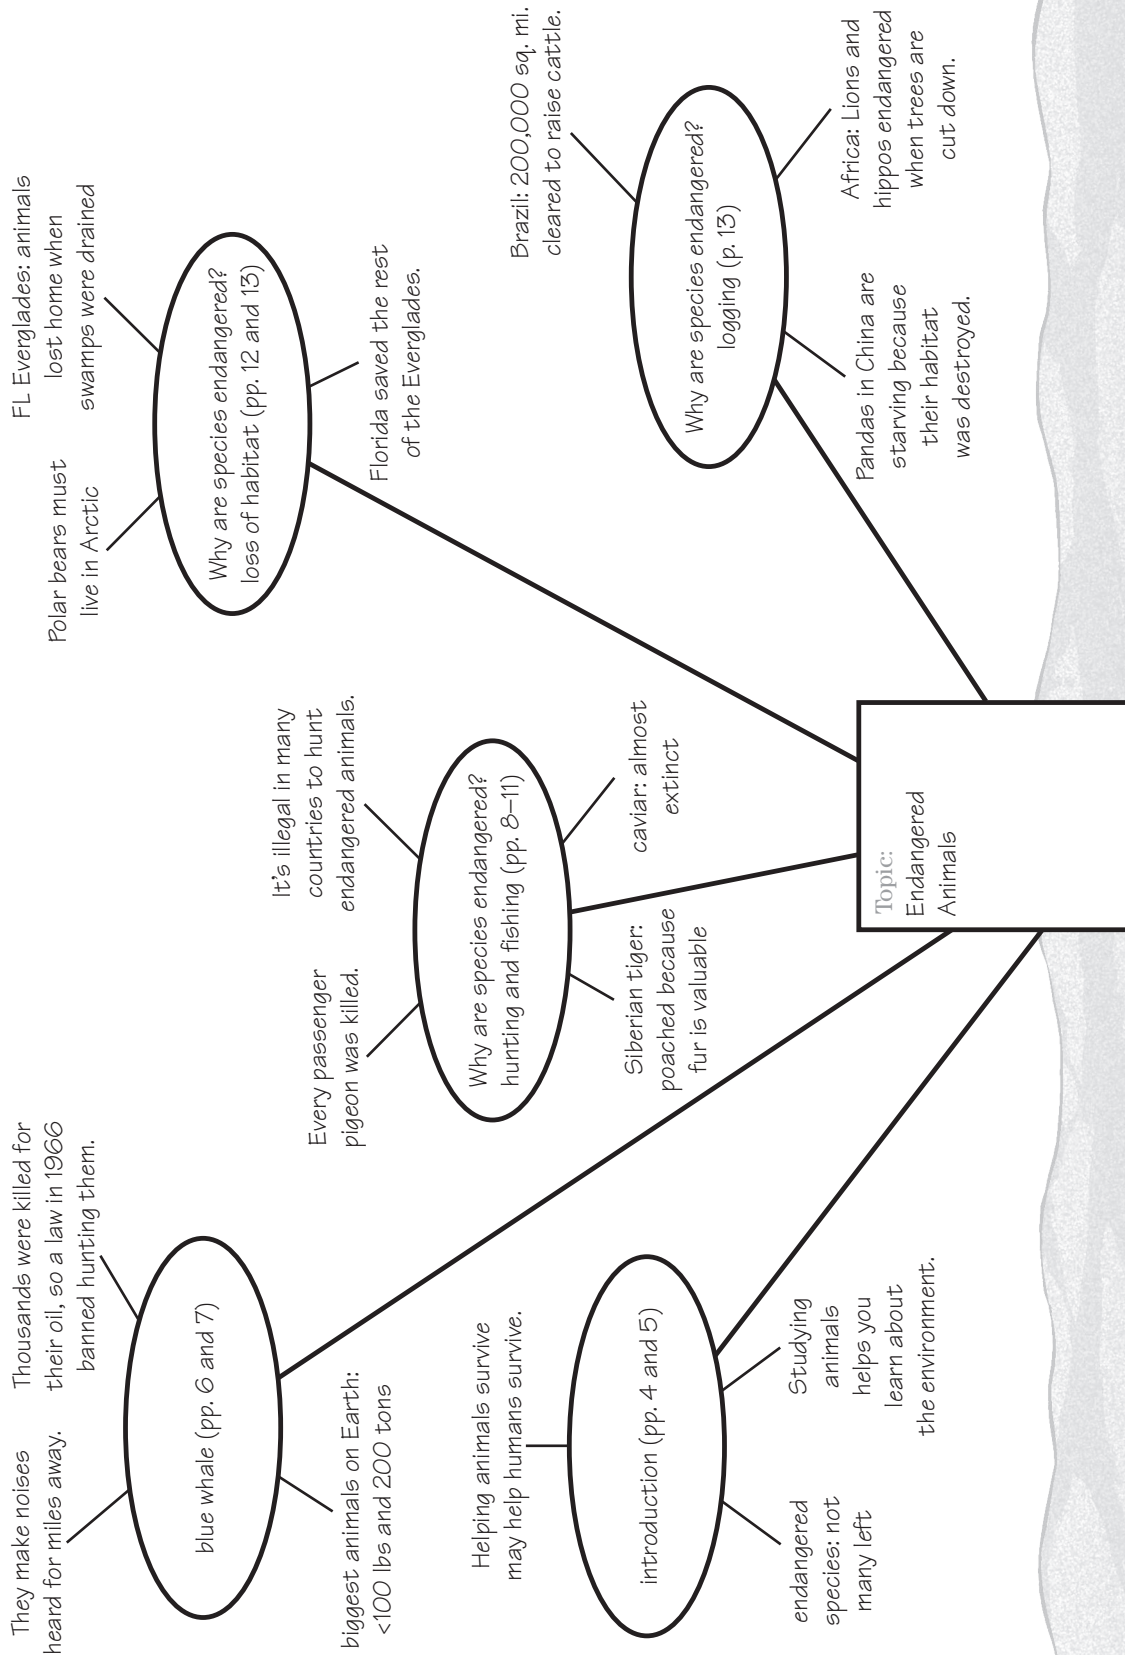 They make noises
heard for miles away.
Thousands were killed for
their oil, so a law in 1966
banned hunting them.
blue whale (pp. 6 and 7)
biggest animals on Earth:
<100 lbs and 200 tons
Helping animals survive
may help humans survive.
introduction (pp. 4 and 5)
endangered
species: not
many left
Studying
animals
helps you
learn about
the environment.
Every passenger
pigeon was killed.
It's illegal in many
countries to hunt
endangered animals.
Why are species endangered?
hunting and fishing (pp. 8–11)
Siberian tiger:
poached because
fur is valuable
caviar: almost
extinct
Polar bears must
live in Arctic
FL Everglades: animals
lost home when
swamps were drained
Why are species endangered?
loss of habitat (pp. 12 and 13)
Florida saved the rest
of the Everglades.
Brazil: 200,000 sq. mi.
cleared to raise cattle.
Why are species endangered?
logging (p. 13)
Pandas in China are
starving because
their habitat
was destroyed.
Africa: Lions and
hippos endangered
when trees are
cut down.
Topic:
Endangered
Animals